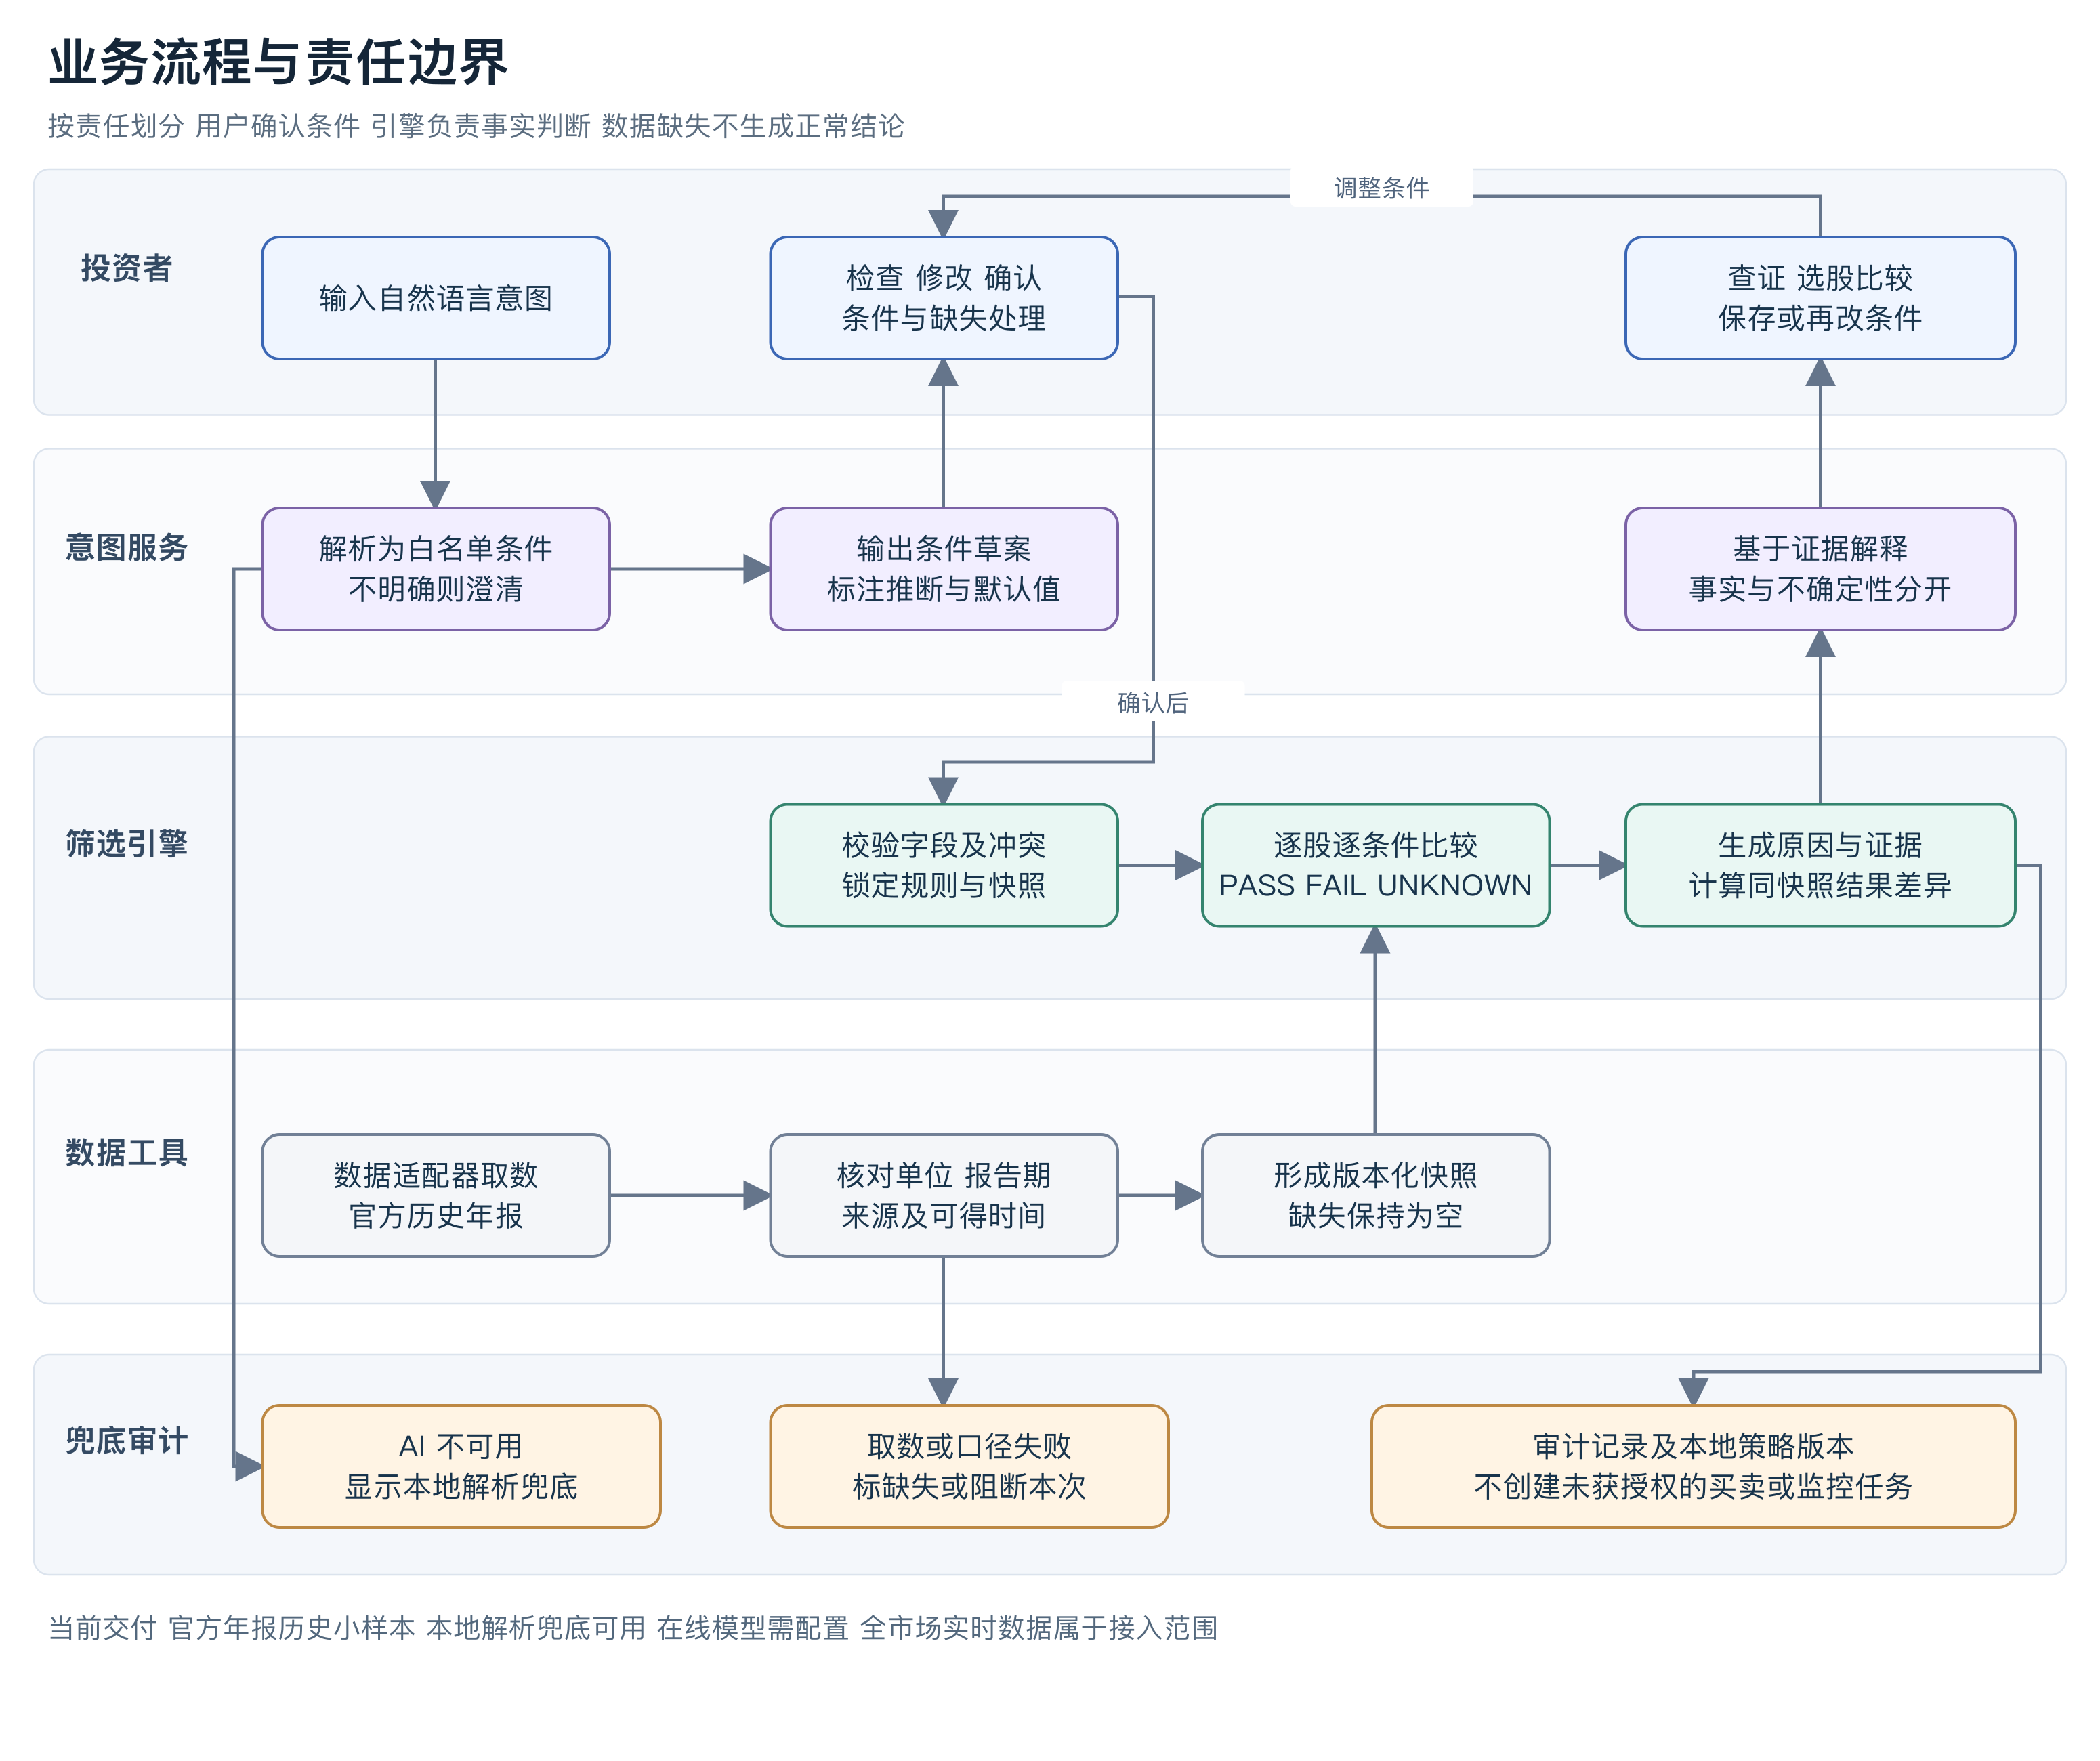 业务流程与责任边界
按责任划分 用户确认条件 引擎负责事实判断 数据缺失不生成正常结论
调整条件
投资者
输入自然语言意图
检查 修改 确认
条件与缺失处理
查证 选股比较
保存或再改条件
意图服务
解析为白名单条件
不明确则澄清
输出条件草案
标注推断与默认值
基于证据解释
事实与不确定性分开
确认后
筛选引擎
校验字段及冲突
锁定规则与快照
逐股逐条件比较
PASS FAIL UNKNOWN
生成原因与证据
计算同快照结果差异
数据工具
数据适配器取数
官方历史年报
核对单位 报告期
来源及可得时间
形成版本化快照
缺失保持为空
兜底审计
AI 不可用
显示本地解析兜底
取数或口径失败
标缺失或阻断本次
审计记录及本地策略版本
不创建未获授权的买卖或监控任务
当前交付 官方年报历史小样本 本地解析兜底可用 在线模型需配置 全市场实时数据属于接入范围